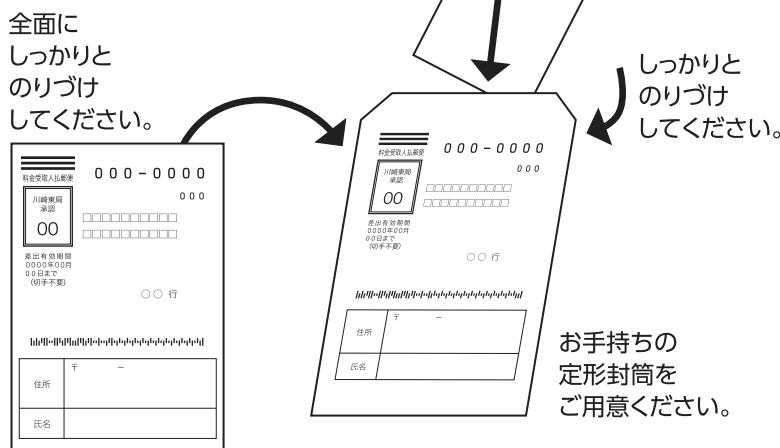 全面に
しっかりと
のりづけ
してください。
しっかりと
のりづけ
してください。
料金受取人払郵便
000-0000
000
川崎東局
承認
00
差出有効期間
0000年00月
00日まで
(切手不要)
○○ 行
〒 －
住所
氏名
料金受取人払郵便
000-0000
000
川崎東局
承認
00
差出有効期間
0000年00月
00日まで
(切手不要)
○○ 行
〒 －
住所
氏名
お手持ちの
定形封筒を
ご用意ください。